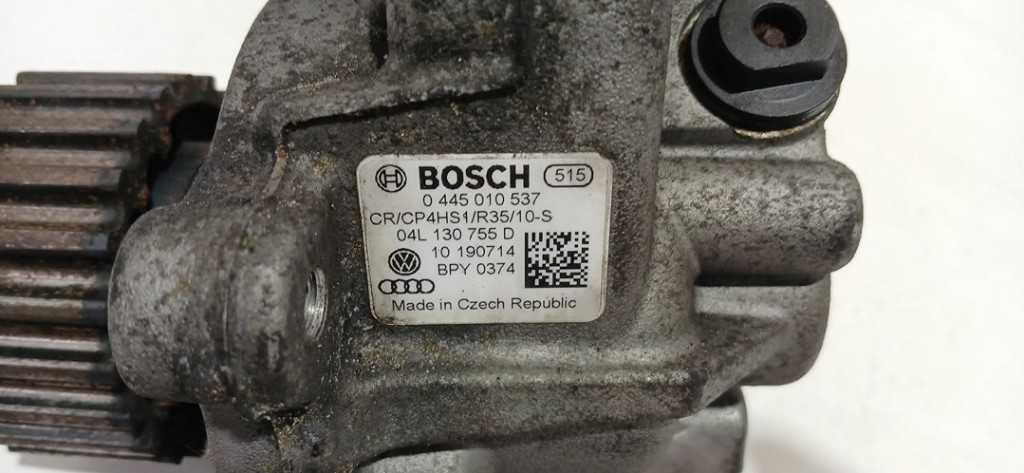 BOSCH 515
0 445 010 537
CR/CP4HS1/R35/10-S
04L 130 755 D
10 190714
BPY 0374
Made in Czech Republic